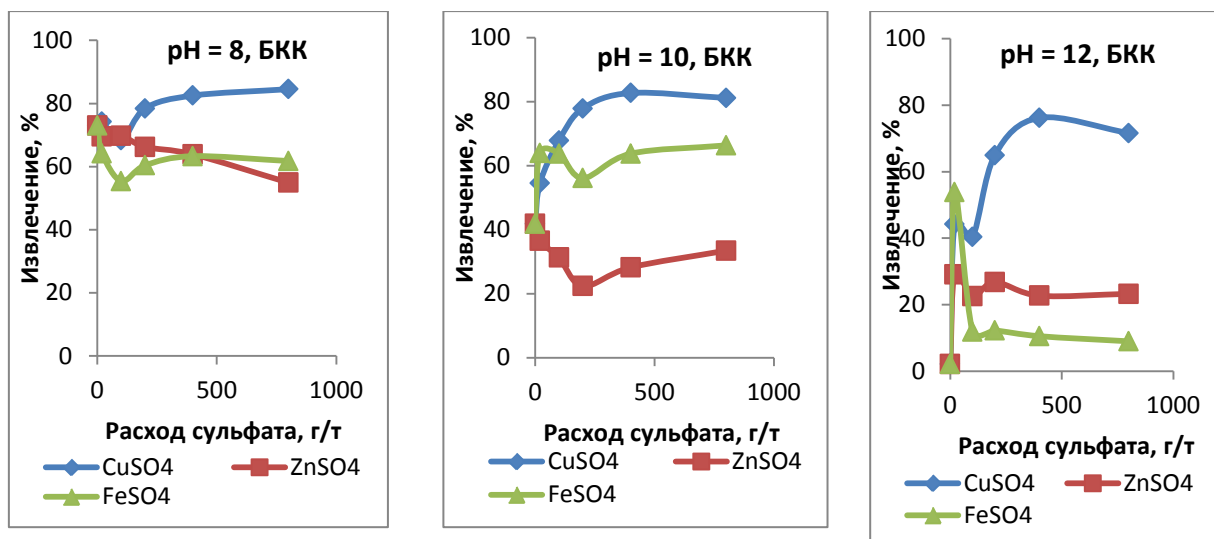 pH = 8, БКК
Извлечение, %
100
80
60
40
20
0
0 500 1000
Расход сульфата, г/т
CuSO4 ZnSO4
FeSO4
pH = 10, БКК
Извлечение, %
100
80
60
40
20
0
0 500 1000
Расход сульфата, г/т
CuSO4 ZnSO4
FeSO4
pH = 12, БКК
Извлечение, %
100
80
60
40
20
0
0 500 1000
Расход сульфата, г/т
CuSO4 ZnSO4
FeSO4